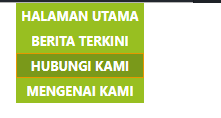 HALAMAN UTAMA
BERITA TERKINI
HUBUNGI KAMI
MENGENAI KAMI